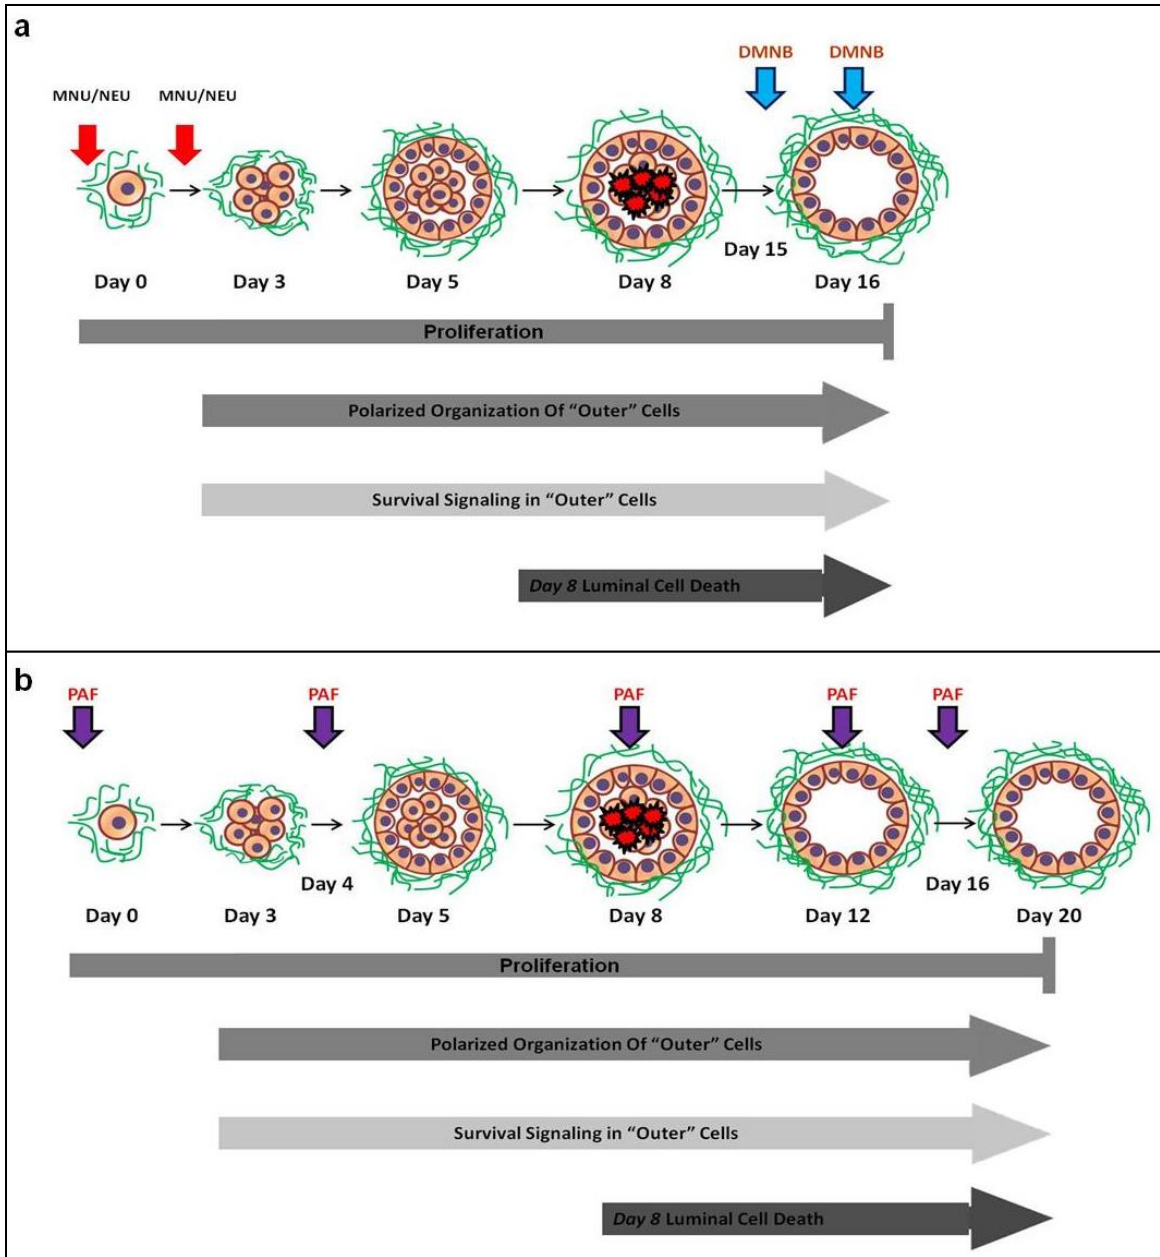 a
DMNB DMNB
MNU/NEU MNU/NEU
Day 15
Day 0 Day 3 Day 5 Day 8 Day 16
Proliferation
Polarized Organization Of “Outer” Cells
Survival Signaling in “Outer” Cells
Day 8 Luminal Cell Death
b
PAF PAF PAF PAF PAF
Day 4 Day 16
Day 0 Day 3 Day 5 Day 8 Day 12 Day 20
Proliferation
Polarized Organization Of “Outer” Cells
Survival Signaling in “Outer” Cells
Day 8 Luminal Cell Death